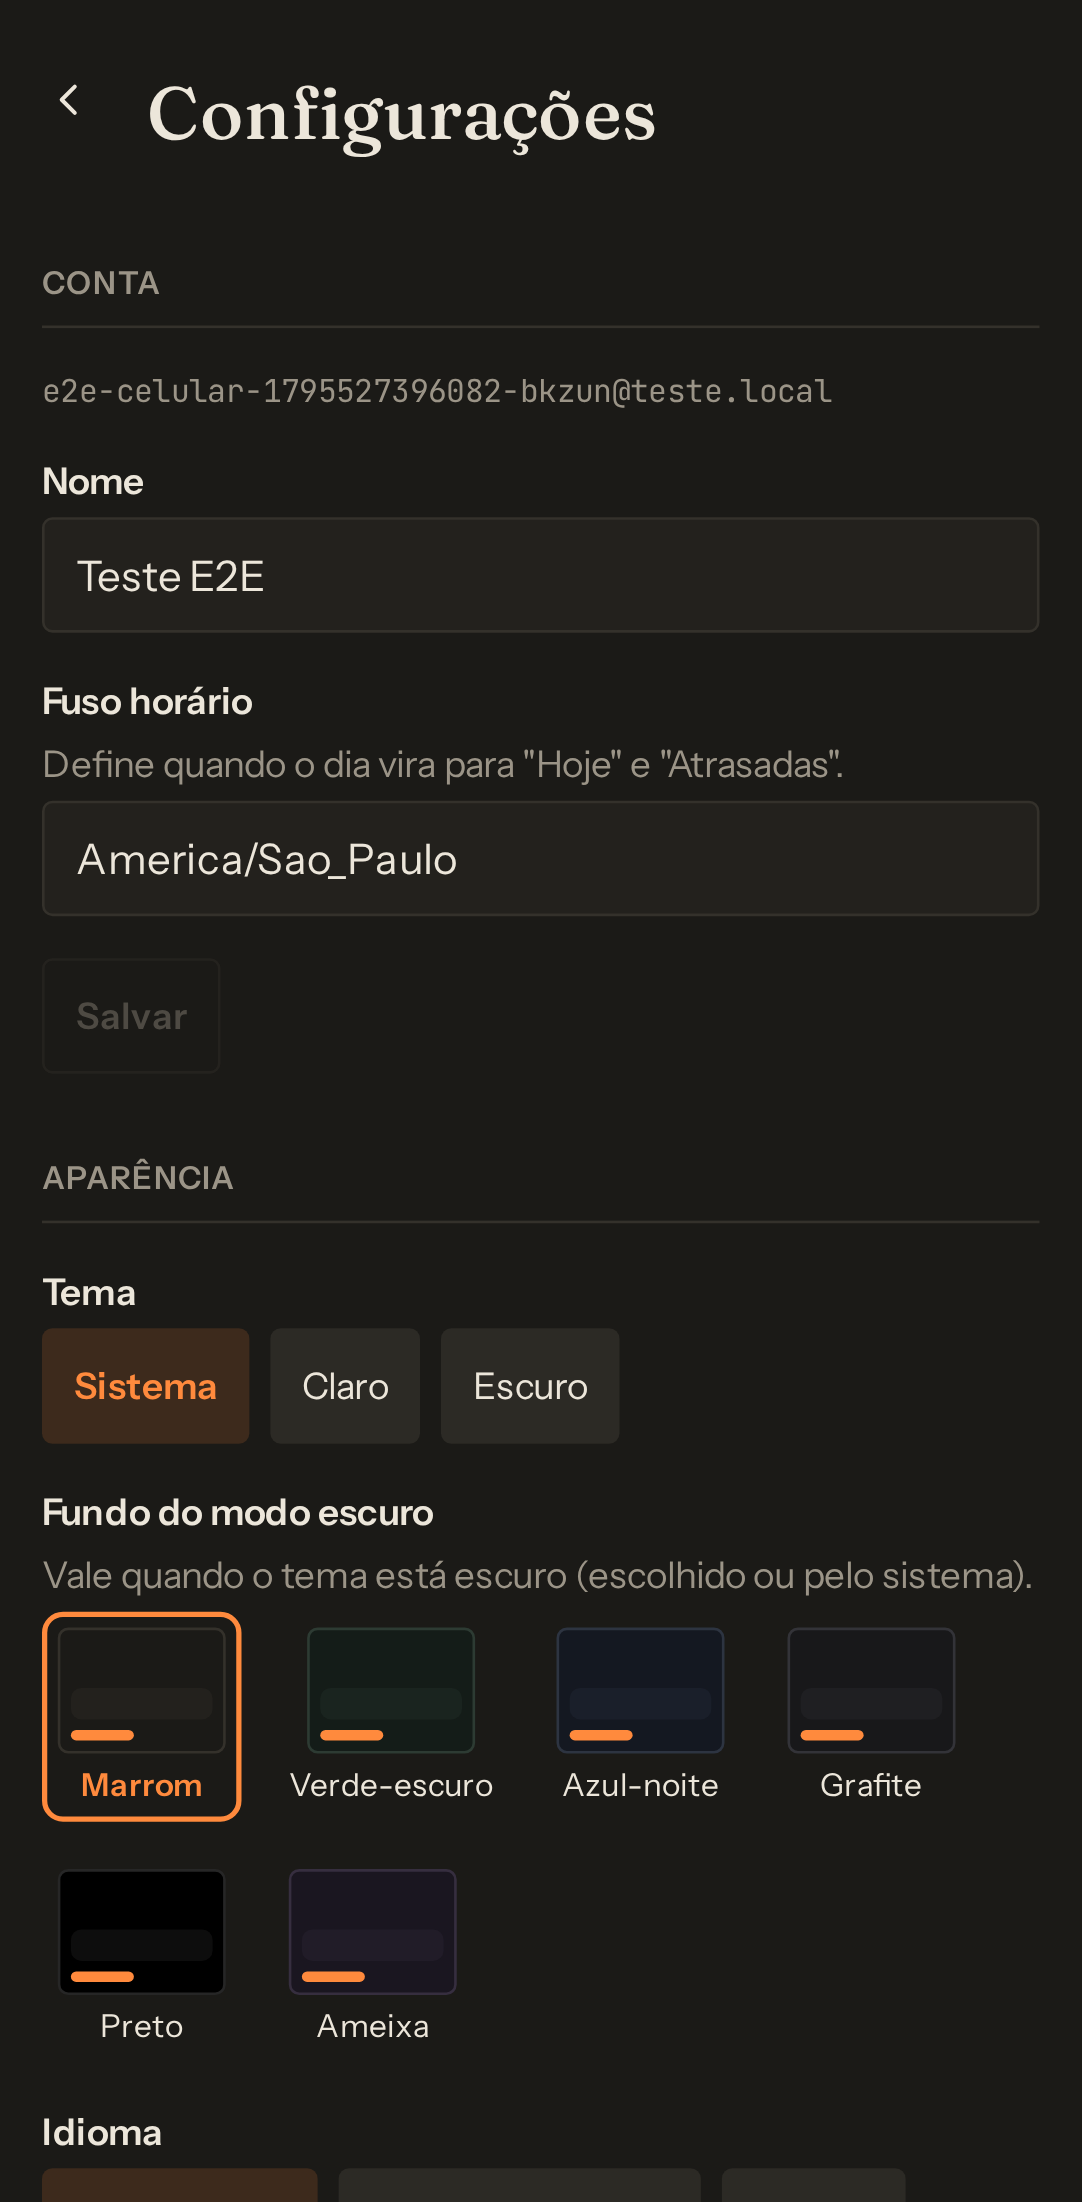 Configurações
CONTA
e2e-celular-1795527396082-bkzun@teste.local
Nome
Teste E2E
Fuso horário
Define quando o dia vira para "Hoje" e "Atrasadas".
America/Sao_Paulo
Salvar
APARÊNCIA
Tema
Sistema Claro Escuro
Fundo do modo escuro
Vale quando o tema está escuro (escolhido ou pelo sistema).
Marrom Verde-escuro Azul-noite Grafite
Preto Ameixa
Idioma